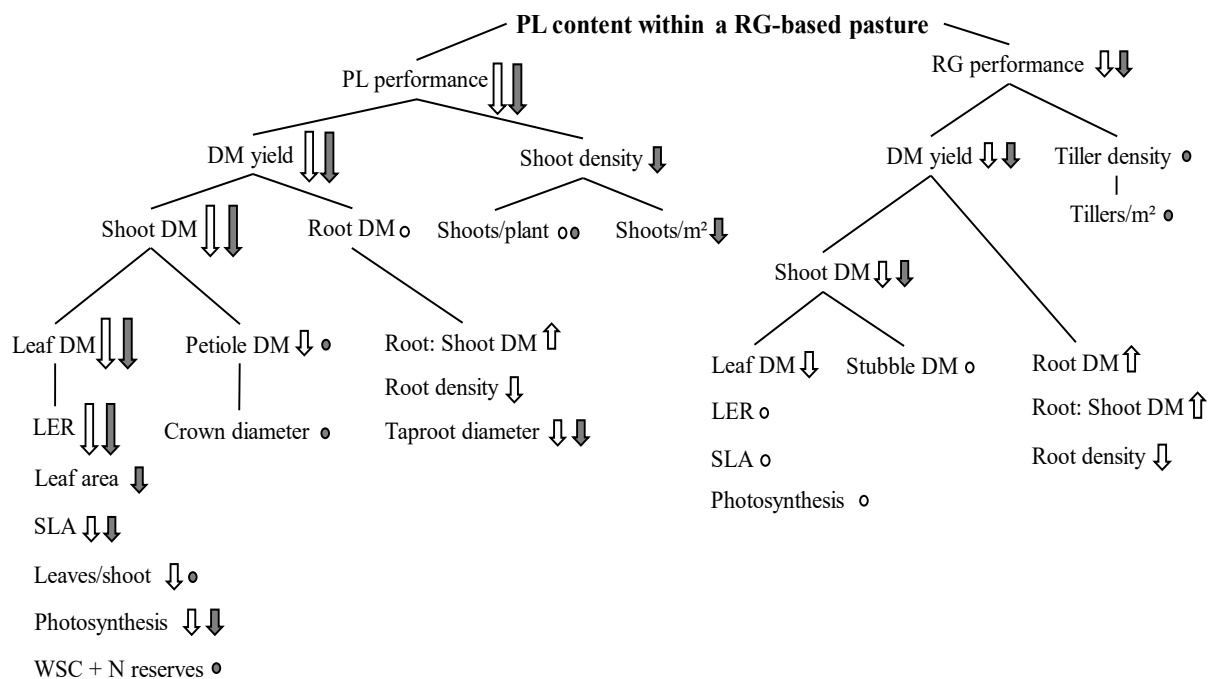 PL content within a RG-based pasture
PL performance
RG performance
DM yield
Shoot density
DM yield
Tiller density
Shoot DM
Root DM
Shoots/plant
Shoots/m²
Tillers/m²
Shoot DM
Leaf DM
Petiole DM
Root: Shoot DM
Leaf DM
Stubble DM
Root DM
Root density
LER
Root: Shoot DM
LER
Crown diameter
Taproot diameter
SLA
Root density
Leaf area
Photosynthesis
SLA
Leaves/shoot
Photosynthesis
WSC + N reserves